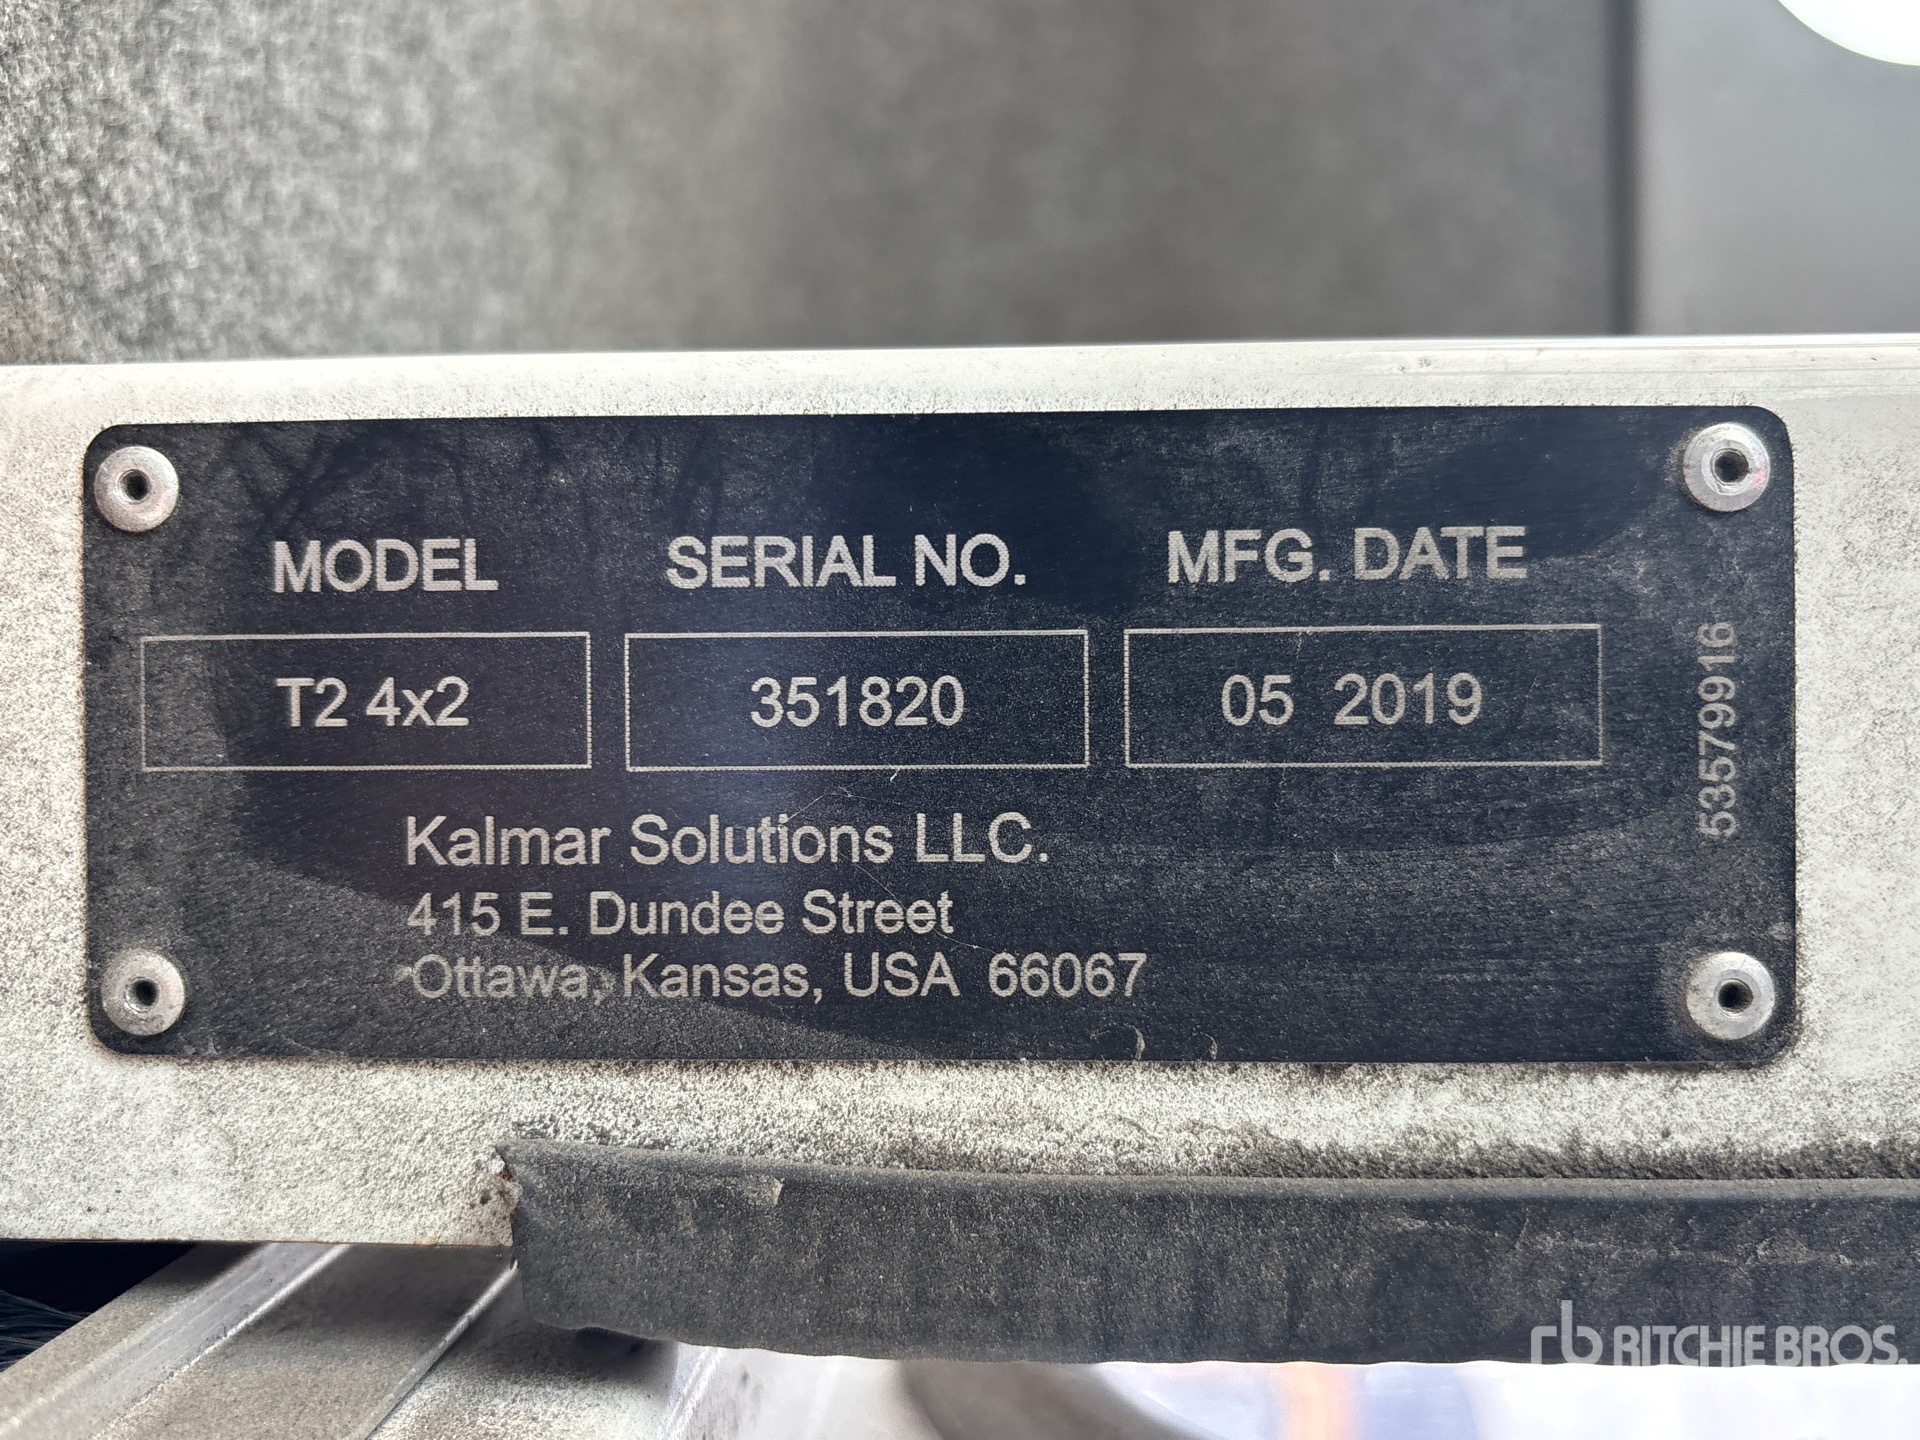 MODEL SERIAL NO. MFG. DATE
T2 4x2 351820 05 2019
Kalmar Solutions LLC.
415 E. Dundee Street
Ottawa, Kansas, USA 66067
53579916
rb RITCHIE BROS.